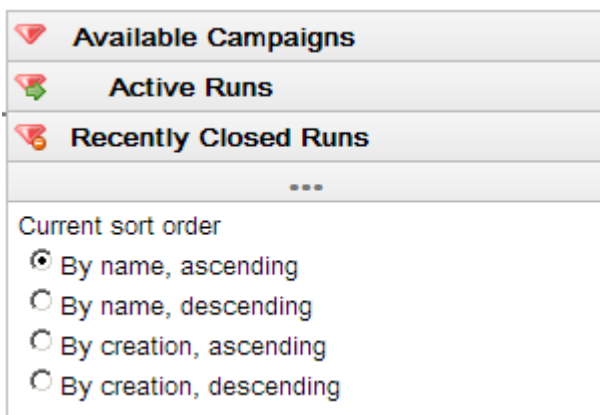 Available Campaigns
Active Runs
Recently Closed Runs
...
Current sort order
By name, ascending
By name, descending
By creation, ascending
By creation, descending